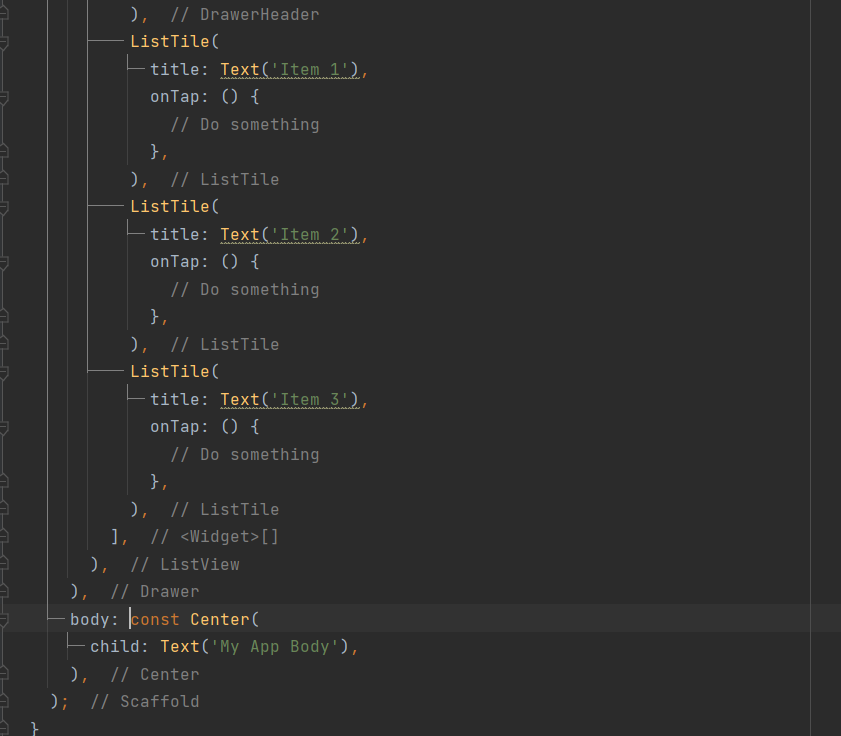 ), // DrawerHeader
ListTile(
title: Text('Item 1'),
onTap: () {
// Do something
},
), // ListTile
ListTile(
title: Text('Item 2'),
onTap: () {
// Do something
},
), // ListTile
ListTile(
title: Text('Item 3'),
onTap: () {
// Do something
},
), // ListTile
], // <Widget>[]
), // ListView
), // Drawer
body: const Center(
child: Text('My App Body'),
), // Center
); // Scaffold
}